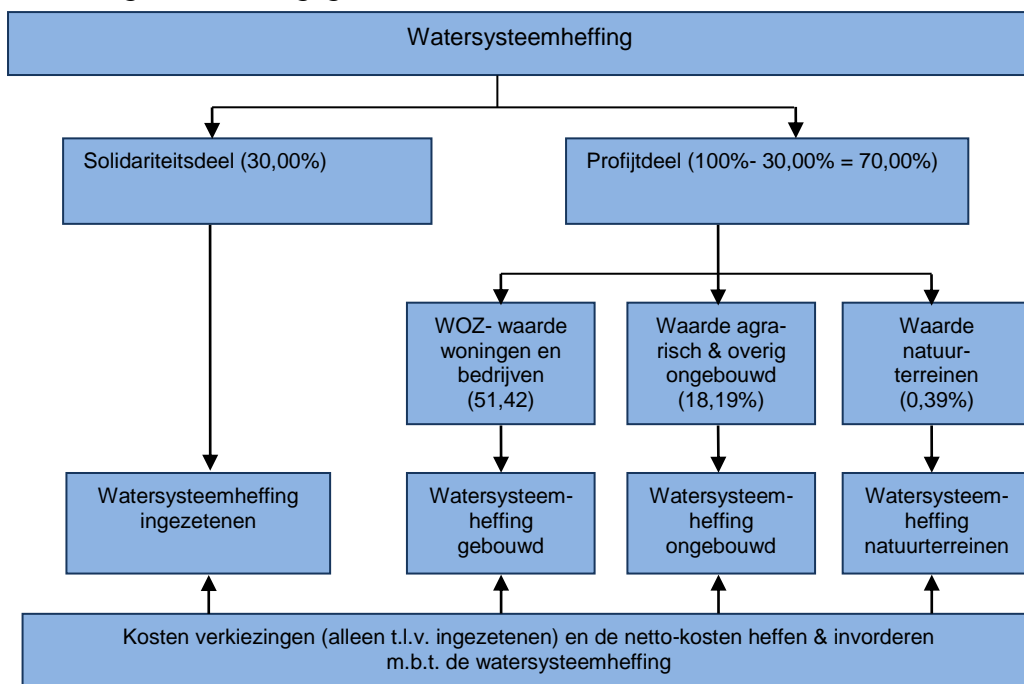 Watersysteemheffing
Solidariteitsdeel (30,00%)
Profijtdeel (100%- 30,00% = 70,00%)
WOZ- waarde
woningen en
bedrijven
(51,42)
Waarde agra-
risch & overig
ongebouwd
(18,19%)
Waarde
natuur-
terreinen
(0,39%)
Watersysteemheffing
ingezetenen
Watersysteem-
heffing
gebouwd
Watersysteem-
heffing
ongebouwd
Watersysteem-
heffing
natuurterreinen
Kosten verkiezingen (alleen t.l.v. ingezetenen) en de netto-kosten heffen & invorderen
m.b.t. de watersysteemheffing